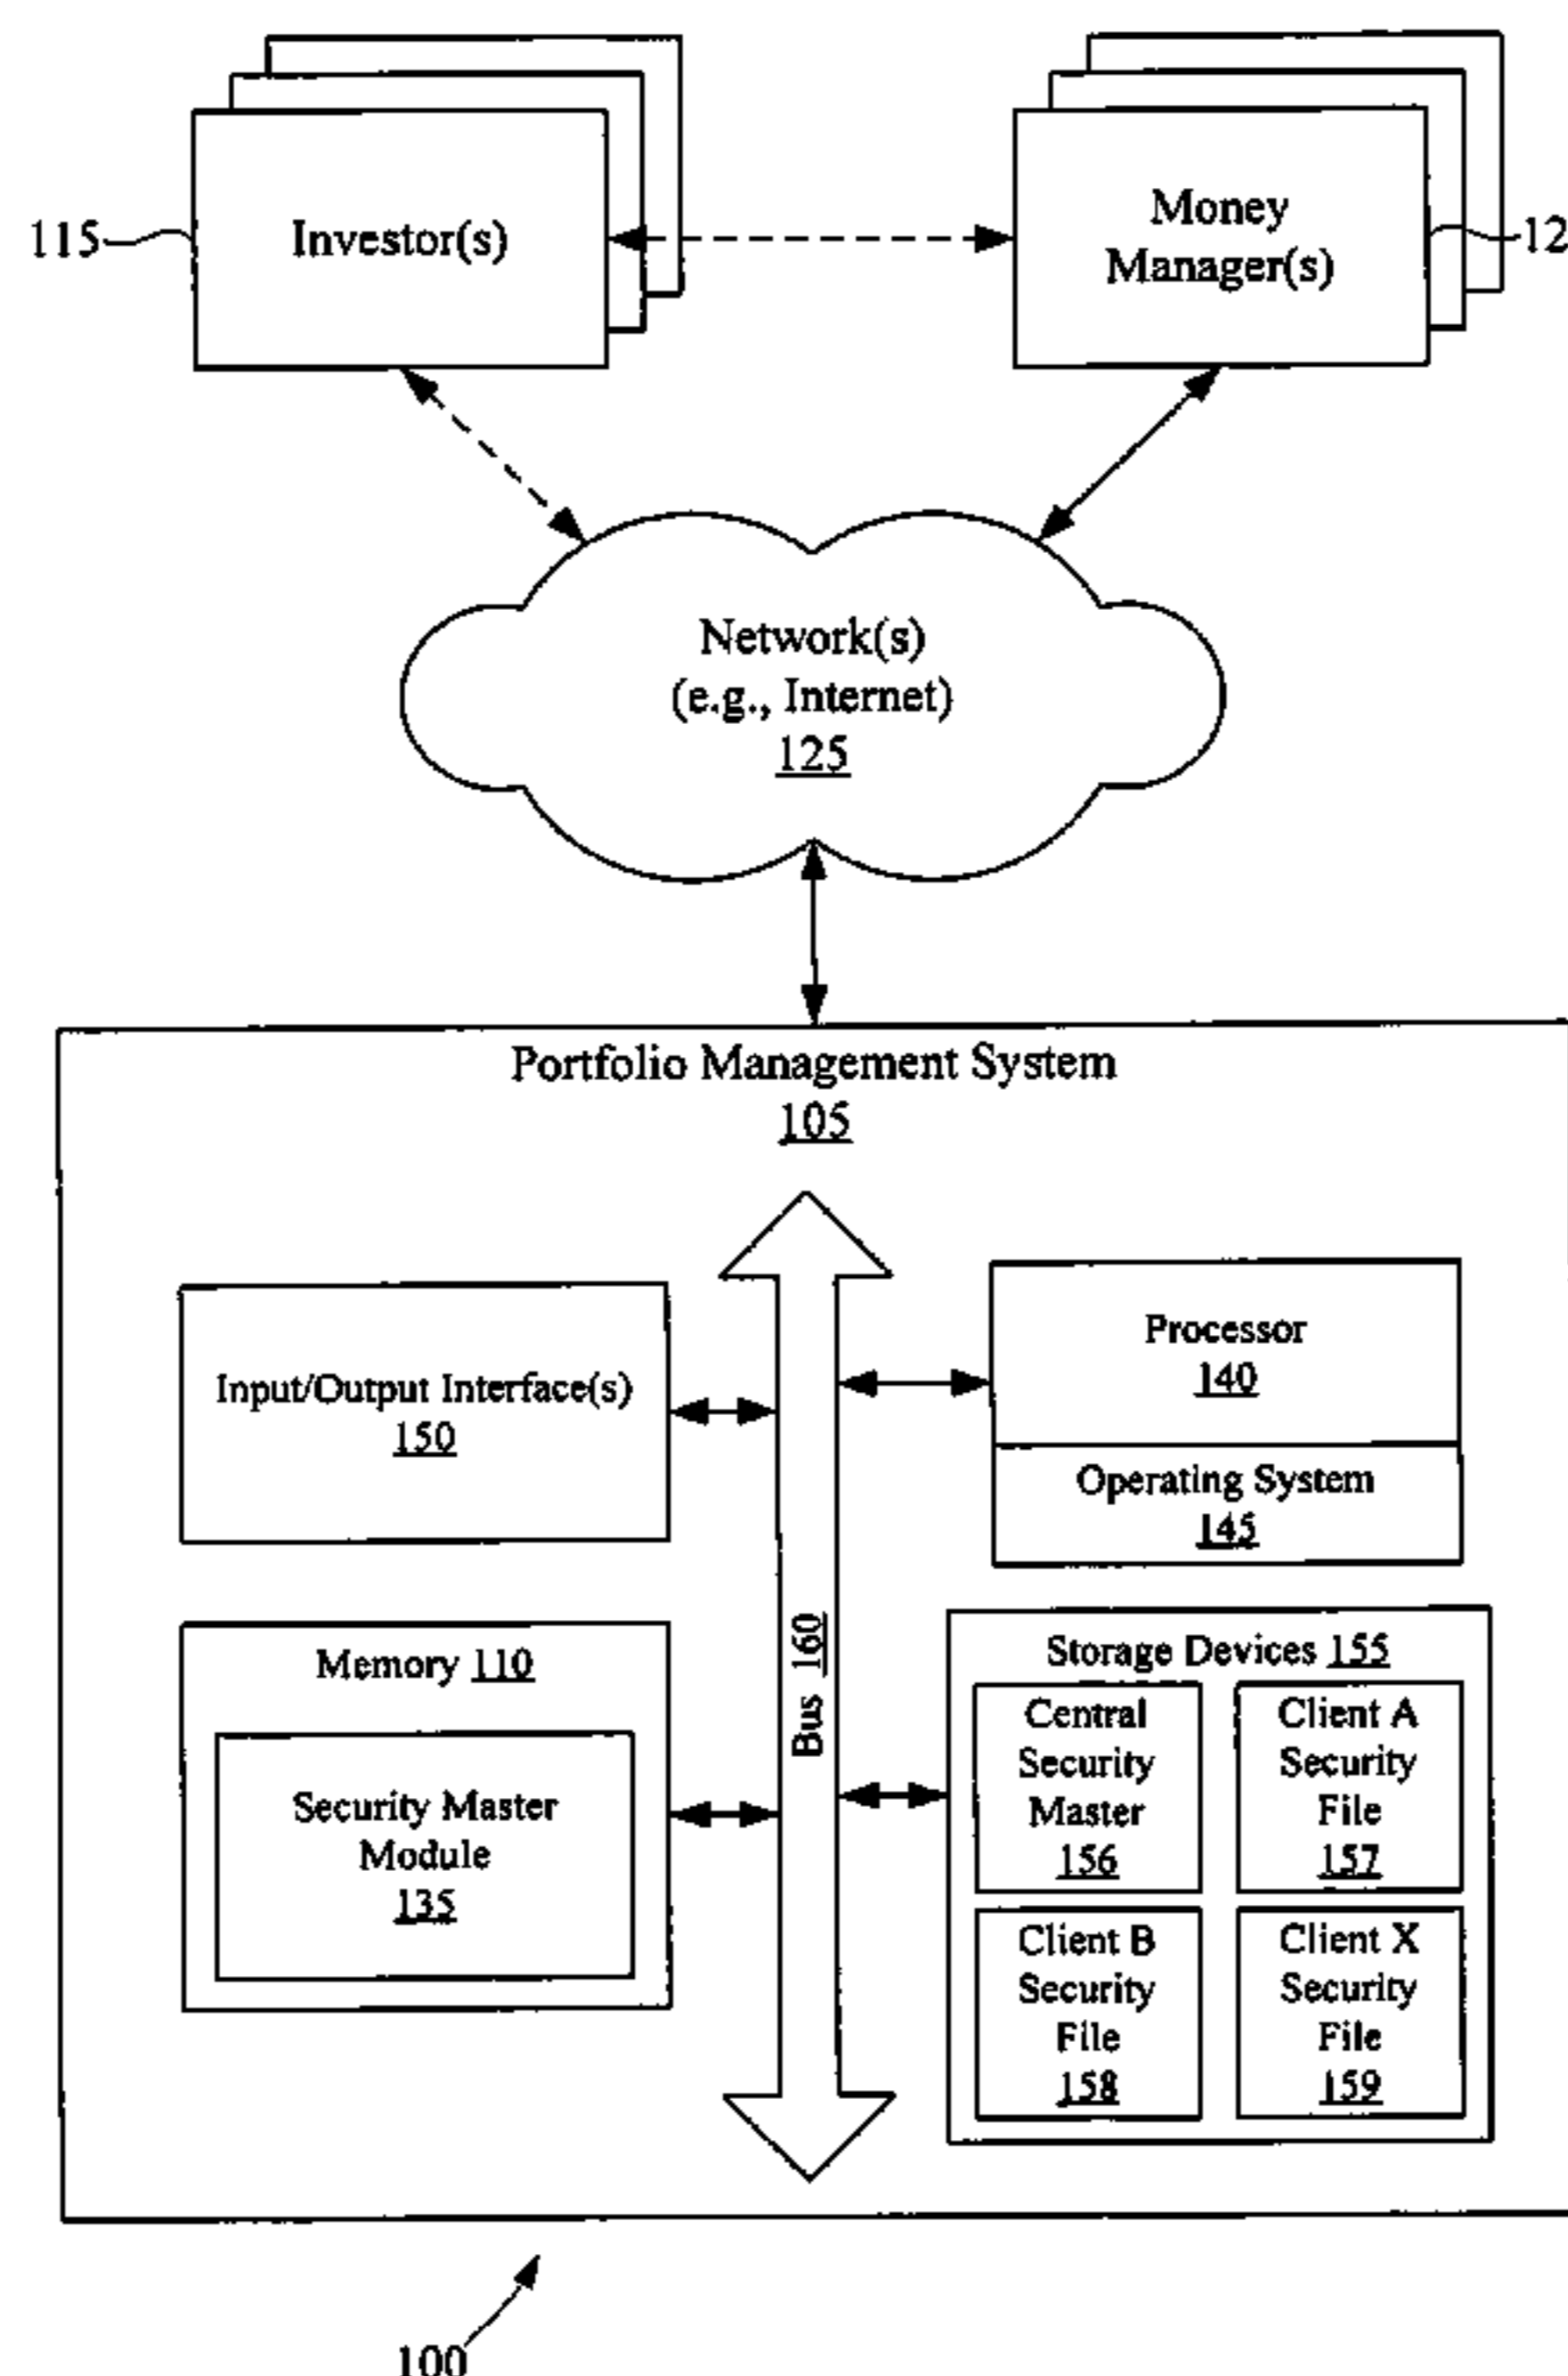 115
Investor(s)
Money
Manager(s)
12
Network(s)
(e.g., Internet)
125
Portfolio Management System
105
Input/Output Interface(s)
150
Processor
140
Operating System
145
Memory 110
Security Master
Module
135
Bus 160
Storage Devices 155
Central
Security
Master
156
Client A
Security
File
157
Client B
Security
File
158
Client X
Security
File
159
100